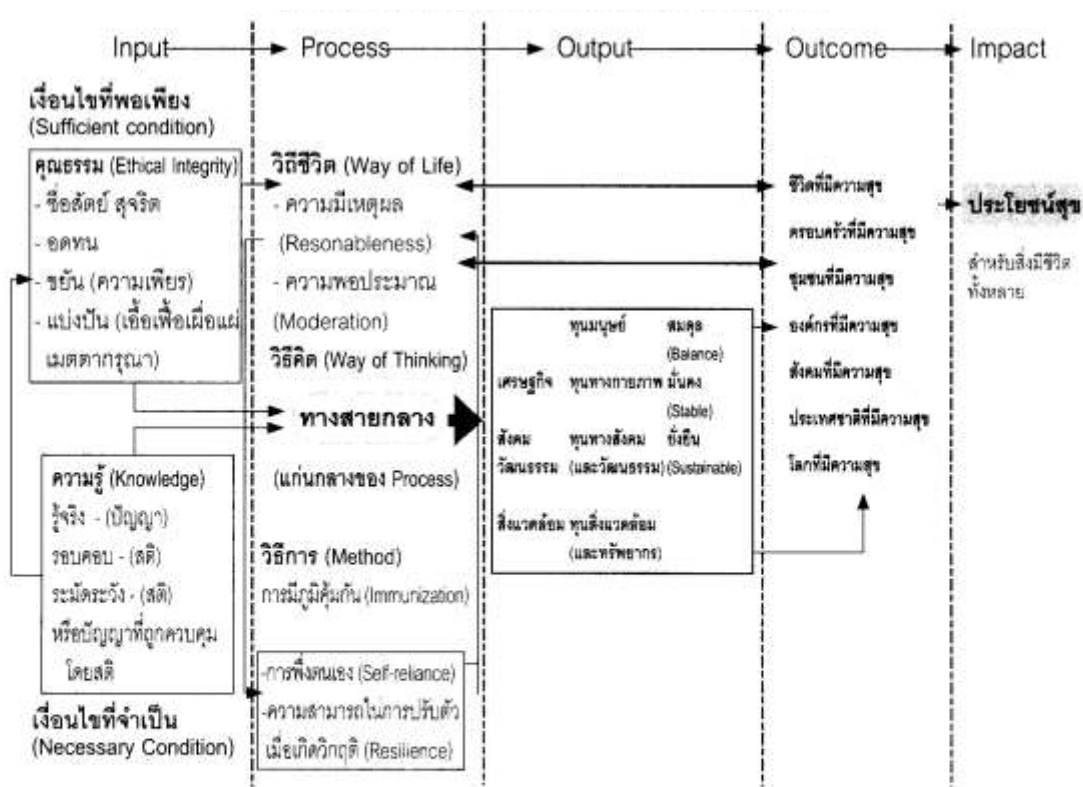 Input
Process
Output
Outcome
Impact
เงื่อนไขที่พอเพียง
(Sufficient condition)
คุณธรรม (Ethical Integrity)
- ซื่อสัตย์ สุจริต
- อดทน
- ขยัน (ความเพียร)
- แบ่งปัน (เอื้อเฟื้อเผื่อแผ่
เมตตากรุณา)
ความรู้ (Knowledge)
รู้จริง - (ปัญญา)
รอบคอบ - (สติ)
ระมัดระวัง - (สติ)
หรือปัญญาที่ถูกควบคุม
โดยสติ
เงื่อนไขที่จำเป็น
(Necessary Condition)
วิถีชีวิต (Way of Life)
- ความมีเหตุผล
(Resonableness)
- ความพอประมาณ
(Moderation)
วิธีคิด (Way of Thinking)
ทางสายกลาง
(แก่นกลางของ Process)
วิธีการ (Method)
การมีภูมิคุ้มกัน (Immunization)
-การพึ่งตนเอง (Self-reliance)
-ความสามารถในการปรับตัว
เมื่อเกิดวิกฤติ (Resilience)
ทุนมนุษย์ สมดุล
(Balance)
เศรษฐกิจ ทุนทางกายภาพ มั่นคง
(Stable)
สังคม ทุนทางสังคม ยั่งยืน
วัฒนธรรม (และวัฒนธรรม) (Sustainable)
สิ่งแวดล้อม ทุนสิ่งแวดล้อม
(และทรัพยากร)
ชีวิตที่มีความสุข
ครอบครัวที่มีความสุข
ชุมชนที่มีความสุข
องค์กรที่มีความสุข
สังคมที่มีความสุข
ประเทศชาติที่มีความสุข
โลกที่มีความสุข
ประโยชน์สุข
สำหรับสิ่งมีชีวิต
ทั้งหลาย